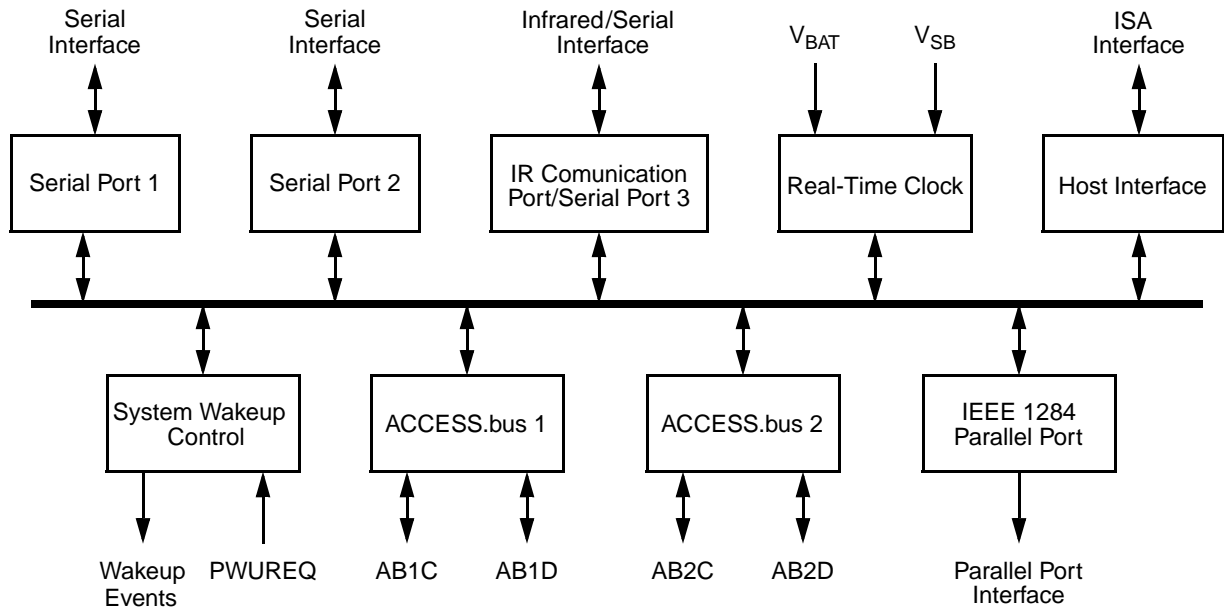 Serial
Interface
Serial
Interface
Infrared/Serial
Interface
VBAT
VSB
ISA
Interface
Serial Port 1
Serial Port 2
IR Comunication
Port/Serial Port 3
Real-Time Clock
Host Interface
System Wakeup
Control
ACCESS.bus 1
ACCESS.bus 2
IEEE 1284
Parallel Port
Wakeup
Events
PWUREQ
AB1C
AB1D
AB2C
AB2D
Parallel Port
Interface